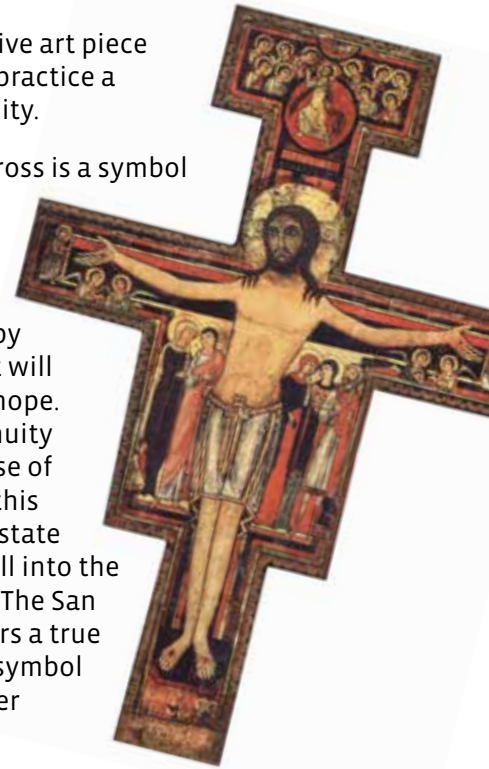 ive art piece
practice a
ity.
ross is a symbol
by
will
hope.
nuity
se of
this
state
ll into the
The San
rs a true
symbol
er